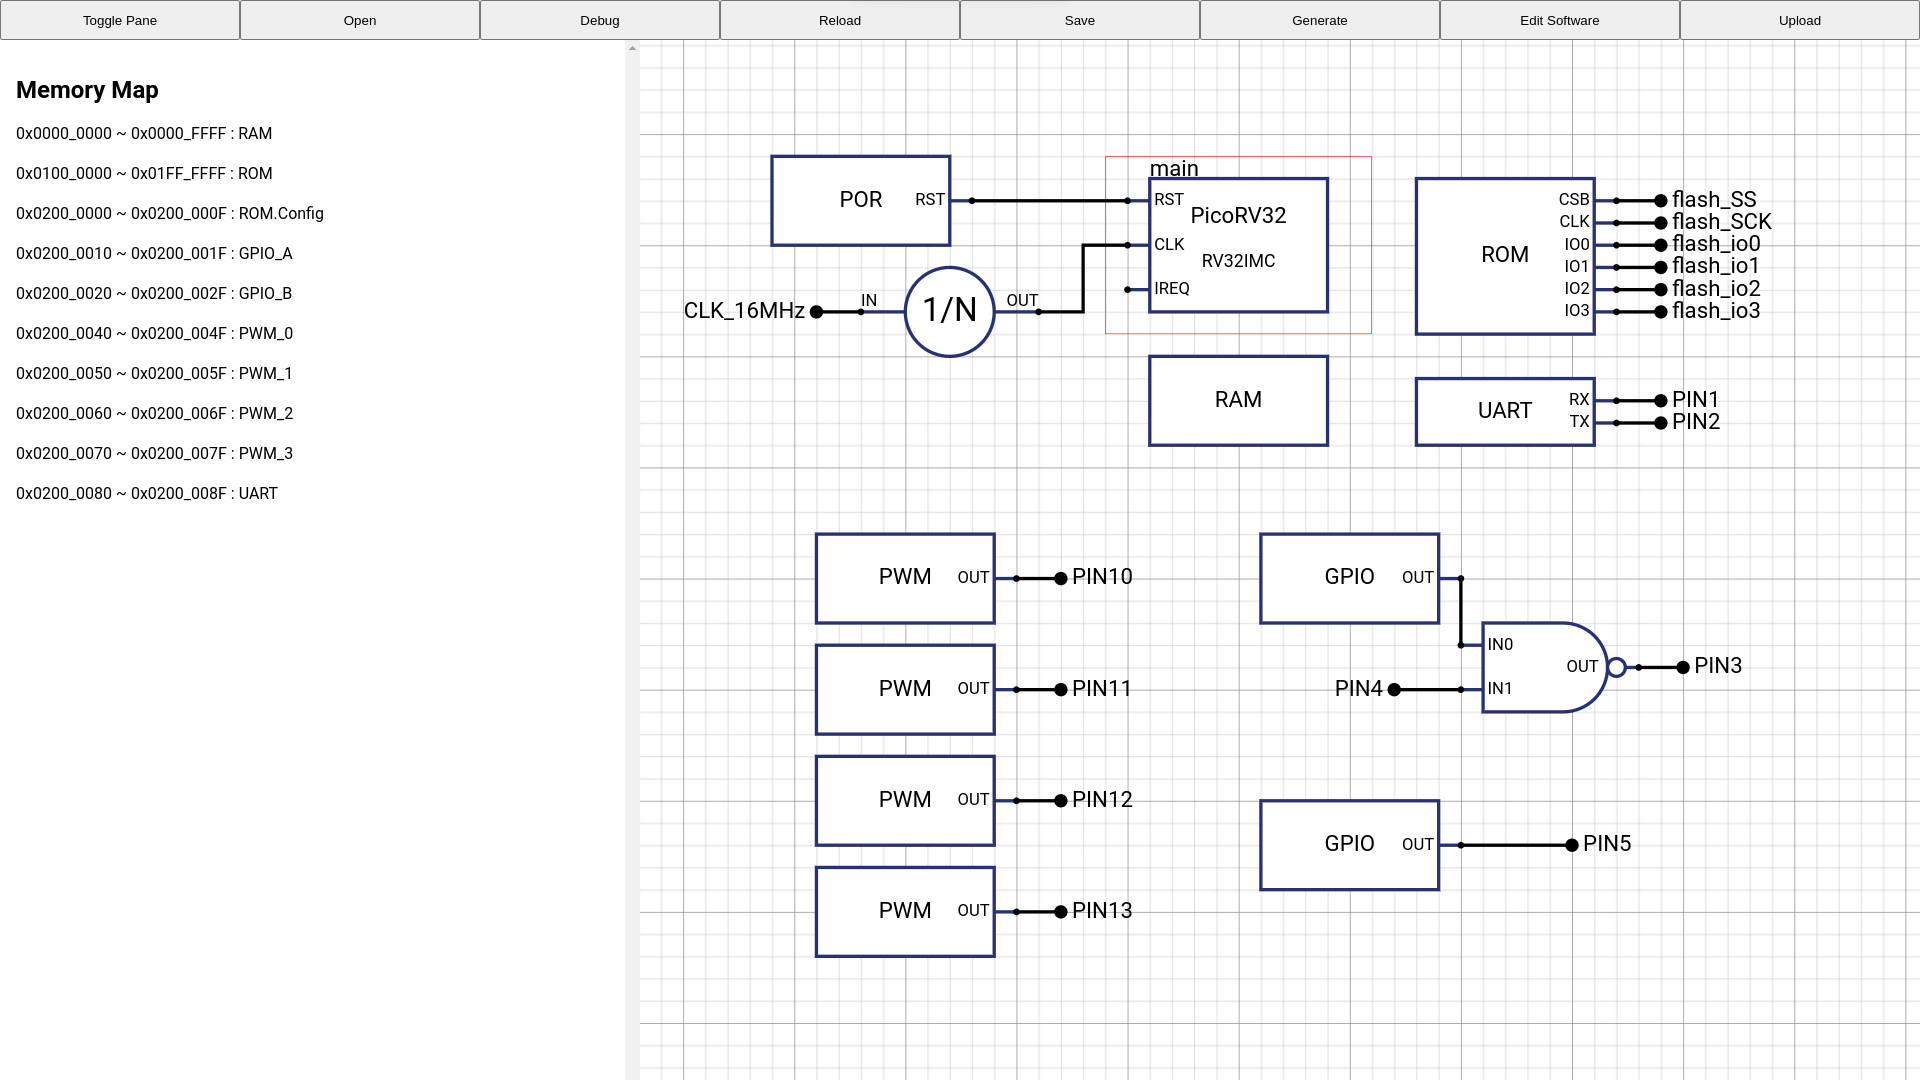 Toggle Pane
Open
Debug
Reload
Save
Generate
Edit Software
Upload
Memory Map
0x0000_0000 ~ 0x0000_FFFF : RAM
0x0100_0000 ~ 0x01FF_FFFF : ROM
0x0200_0000 ~ 0x0200_000F : ROM.Config
0x0200_0010 ~ 0x0200_001F : GPIO_A
0x0200_0020 ~ 0x0200_002F : GPIO_B
0x0200_0040 ~ 0x0200_004F : PWM_0
0x0200_0050 ~ 0x0200_005F : PWM_1
0x0200_0060 ~ 0x0200_006F : PWM_2
0x0200_0070 ~ 0x0200_007F : PWM_3
0x0200_0080 ~ 0x0200_008F : UART
POR
RST
CLK_16MHz
IN
1/N
OUT
main
RST
PicoRV32
CLK
RV32IMC
IREQ
RAM
ROM
CSB
flash_SS
CLK
flash_SCK
IO0
flash_io0
IO1
flash_io1
IO2
flash_io2
IO3
flash_io3
UART
RX
PIN1
TX
PIN2
PWM
OUT
PIN10
PWM
OUT
PIN11
PWM
OUT
PIN12
PWM
OUT
PIN13
GPIO
OUT
IN0
PIN4
IN1
OUT
PIN3
GPIO
OUT
PIN5